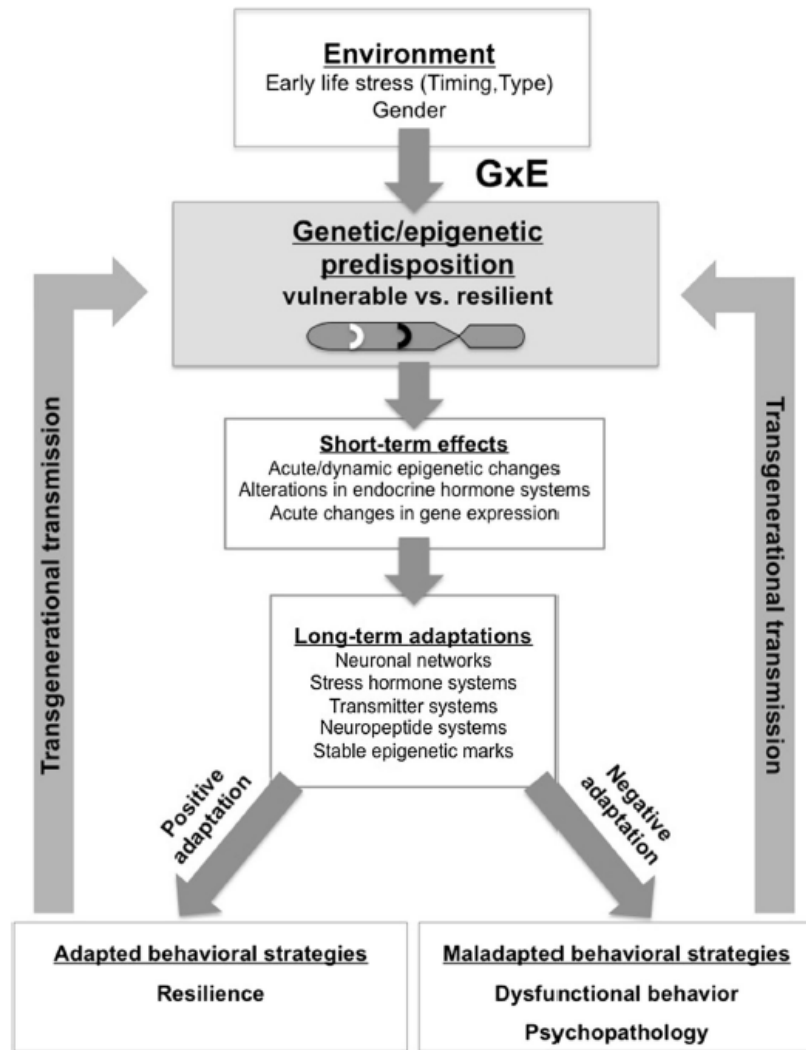 Environment
Early life stress (Timing,Type)
Gender
GxE
Genetic/epigenetic
predisposition
vulnerable vs. resilient
Transgenerational transmission
Transgenerational transmission
Short-term effects
Acute/dynamic epigenetic changes
Alterations in endocrine hormone systems
Acute changes in gene expression
Long-term adaptations
Neuronal networks
Stress hormone systems
Transmitter systems
Neuropeptide systems
Stable epigenetic marks
Positive
adaptation
Negative
adaptation
Adapted behavioral strategies
Resilience
Maladapted behavioral strategies
Dysfunctional behavior
Psychopathology